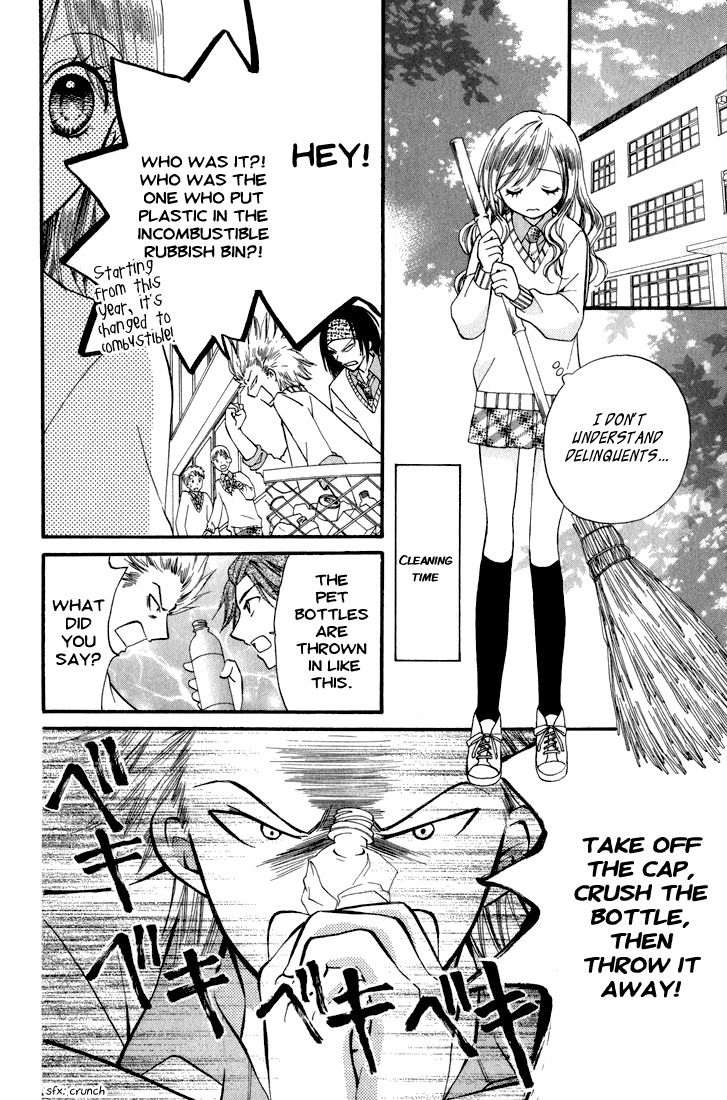 I DON'T
UNDERSTAND
DELINQUENTS...
CLEANING
TIME
HEY!
WHO WAS IT?!
WHO WAS THE
ONE WHO PUT
PLASTIC IN THE
INCOMBUSTIBLE
RUBBISH BIN?!
Starting
from this
year, it's
changed to
combustible!
THE
PET
BOTTLES
ARE
THROWN
IN LIKE
THIS.
WHAT
DID
YOU
SAY?
TAKE OFF
THE CAP,
CRUSH THE
BOTTLE,
THEN
THROW IT
AWAY!
ベキ
ベキ
ベキ
ベベ
sfx: crunch